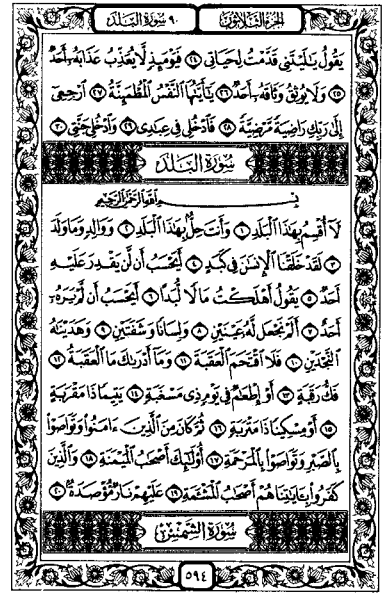 الجزء الثلاثون ٩٠ سورة البلد
يَقُولُ يَٰلَيْتَنِي قَدَّمْتُ لِحَيَاتِي ۝٢٤ فَيَوْمَئِذٍ لَّا يُعَذِّبُ عَذَابَهُۥٓ أَحَدٌ
۝٢٥ وَلَا يُوثِقُ وَثَاقَهُۥٓ أَحَدٌ ۝٢٦ يَٰٓأَيَّتُهَا ٱلنَّفْسُ ٱلْمُطْمَئِنَّةُ ۝٢٧ ٱرْجِعِىٓ
إِلَىٰ رَبِّكِ رَاضِيَةً مَّرْضِيَّةً ۝٢٨ فَٱدْخُلِى فِى عِبَٰدِى ۝٢٩ وَٱدْخُلِى جَنَّتِى ۝٣٠
سُورَةُ البَلَدِ
بِسْمِ ٱللَّهِ ٱلرَّحْمَٰنِ ٱلرَّحِيمِ
لَآ أُقْسِمُ بِهَٰذَا ٱلْبَلَدِ ۝١ وَأَنتَ حِلٌّۢ بِهَٰذَا ٱلْبَلَدِ ۝٢ وَوَالِدٍ وَمَا وَلَدَ
۝٣ لَقَدْ خَلَقْنَا ٱلْإِنسَٰنَ فِى كَبَدٍ ۝٤ أَيَحْسَبُ أَن لَّن يَقْدِرَ عَلَيْهِ
أَحَدٌ ۝٥ يَقُولُ أَهْلَكْتُ مَالًا لُّبَدًا ۝٦ أَيَحْسَبُ أَن لَّمْ يَرَهُۥٓ
أَحَدٌ ۝٧ أَلَمْ نَجْعَل لَّهُۥ عَيْنَيْنِ ۝٨ وَلِسَانًا وَشَفَتَيْنِ ۝٩ وَهَدَيْنَٰهُ
ٱلنَّجْدَيْنِ ۝١٠ فَلَا ٱقْتَحَمَ ٱلْعَقَبَةَ ۝١١ وَمَآ أَدْرَىٰكَ مَا ٱلْعَقَبَةُ ۝١٢
فَكُّ رَقَبَةٍ ۝١٣ أَوْ إِطْعَٰمٌ فِى يَوْمٍ ذِى مَسْغَبَةٍ ۝١٤ يَتِيمًا ذَا مَقْرَبَةٍ
۝١٥ أَوْ مِسْكِينًا ذَا مَتْرَبَةٍ ۝١٦ ثُمَّ كَانَ مِنَ ٱلَّذِينَ ءَامَنُوا۟ وَتَوَاصَوْا۟
بِٱلصَّبْرِ وَتَوَاصَوْا۟ بِٱلْمَرْحَمَةِ ۝١٧ أُو۟لَٰٓئِكَ أَصْحَٰبُ ٱلْمَيْمَنَةِ ۝١٨ وَٱلَّذِينَ
كَفَرُوا۟ بِـَٔايَٰتِنَا هُمْ أَصْحَٰبُ ٱلْمَشْـَٔمَةِ ۝١٩ عَلَيْهِمْ نَارٌ مُّؤْصَدَةٌۢ ۝٢٠
سُورَةُ الشَّمْسِ
٥٩٤